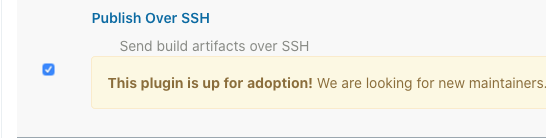 Publish Over SSH
Send build artifacts over SSH
This plugin is up for adoption! We are looking for new maintainers.